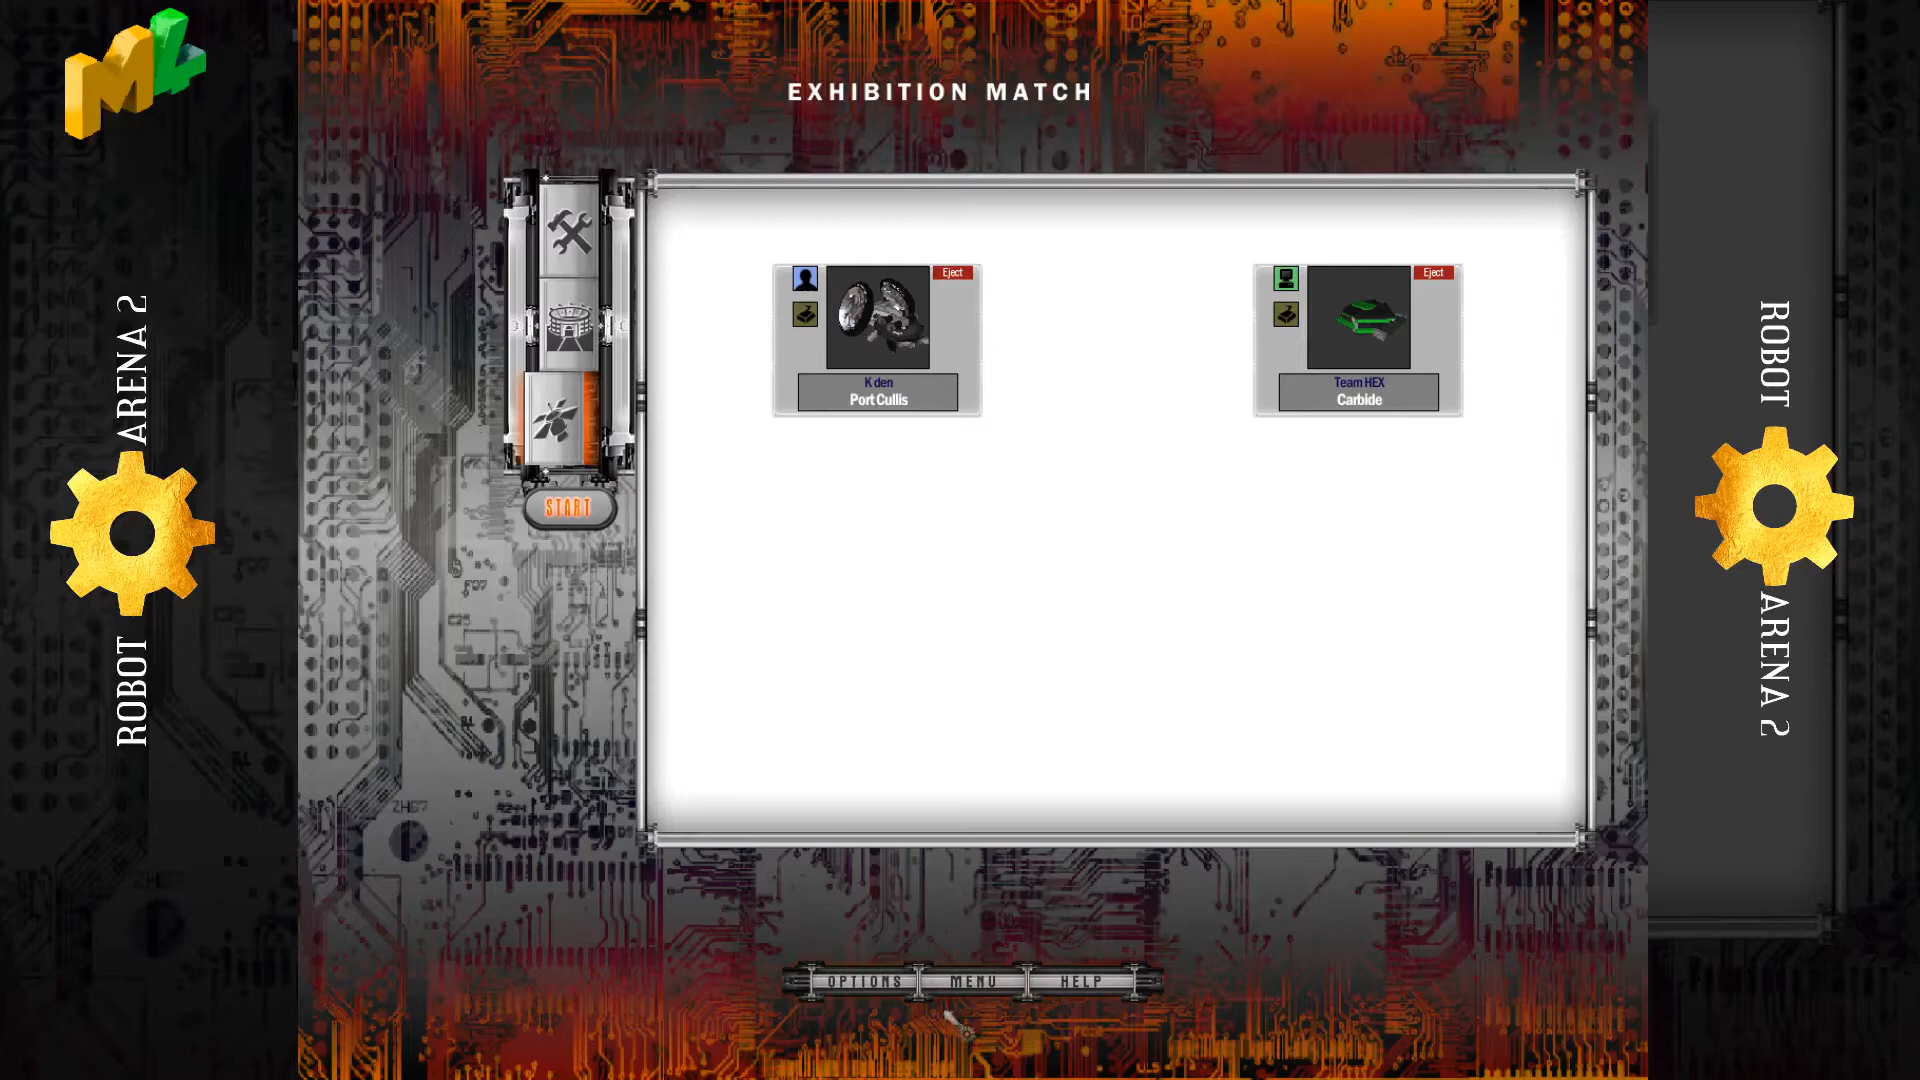 M4
EXHIBITION MATCH
ROBOT ARENA 2
ROBOT ARENA 2
Eject
K den
Port Cullis
Eject
Team HEX
Carbide
START
OPTIONS
MENU
HELP